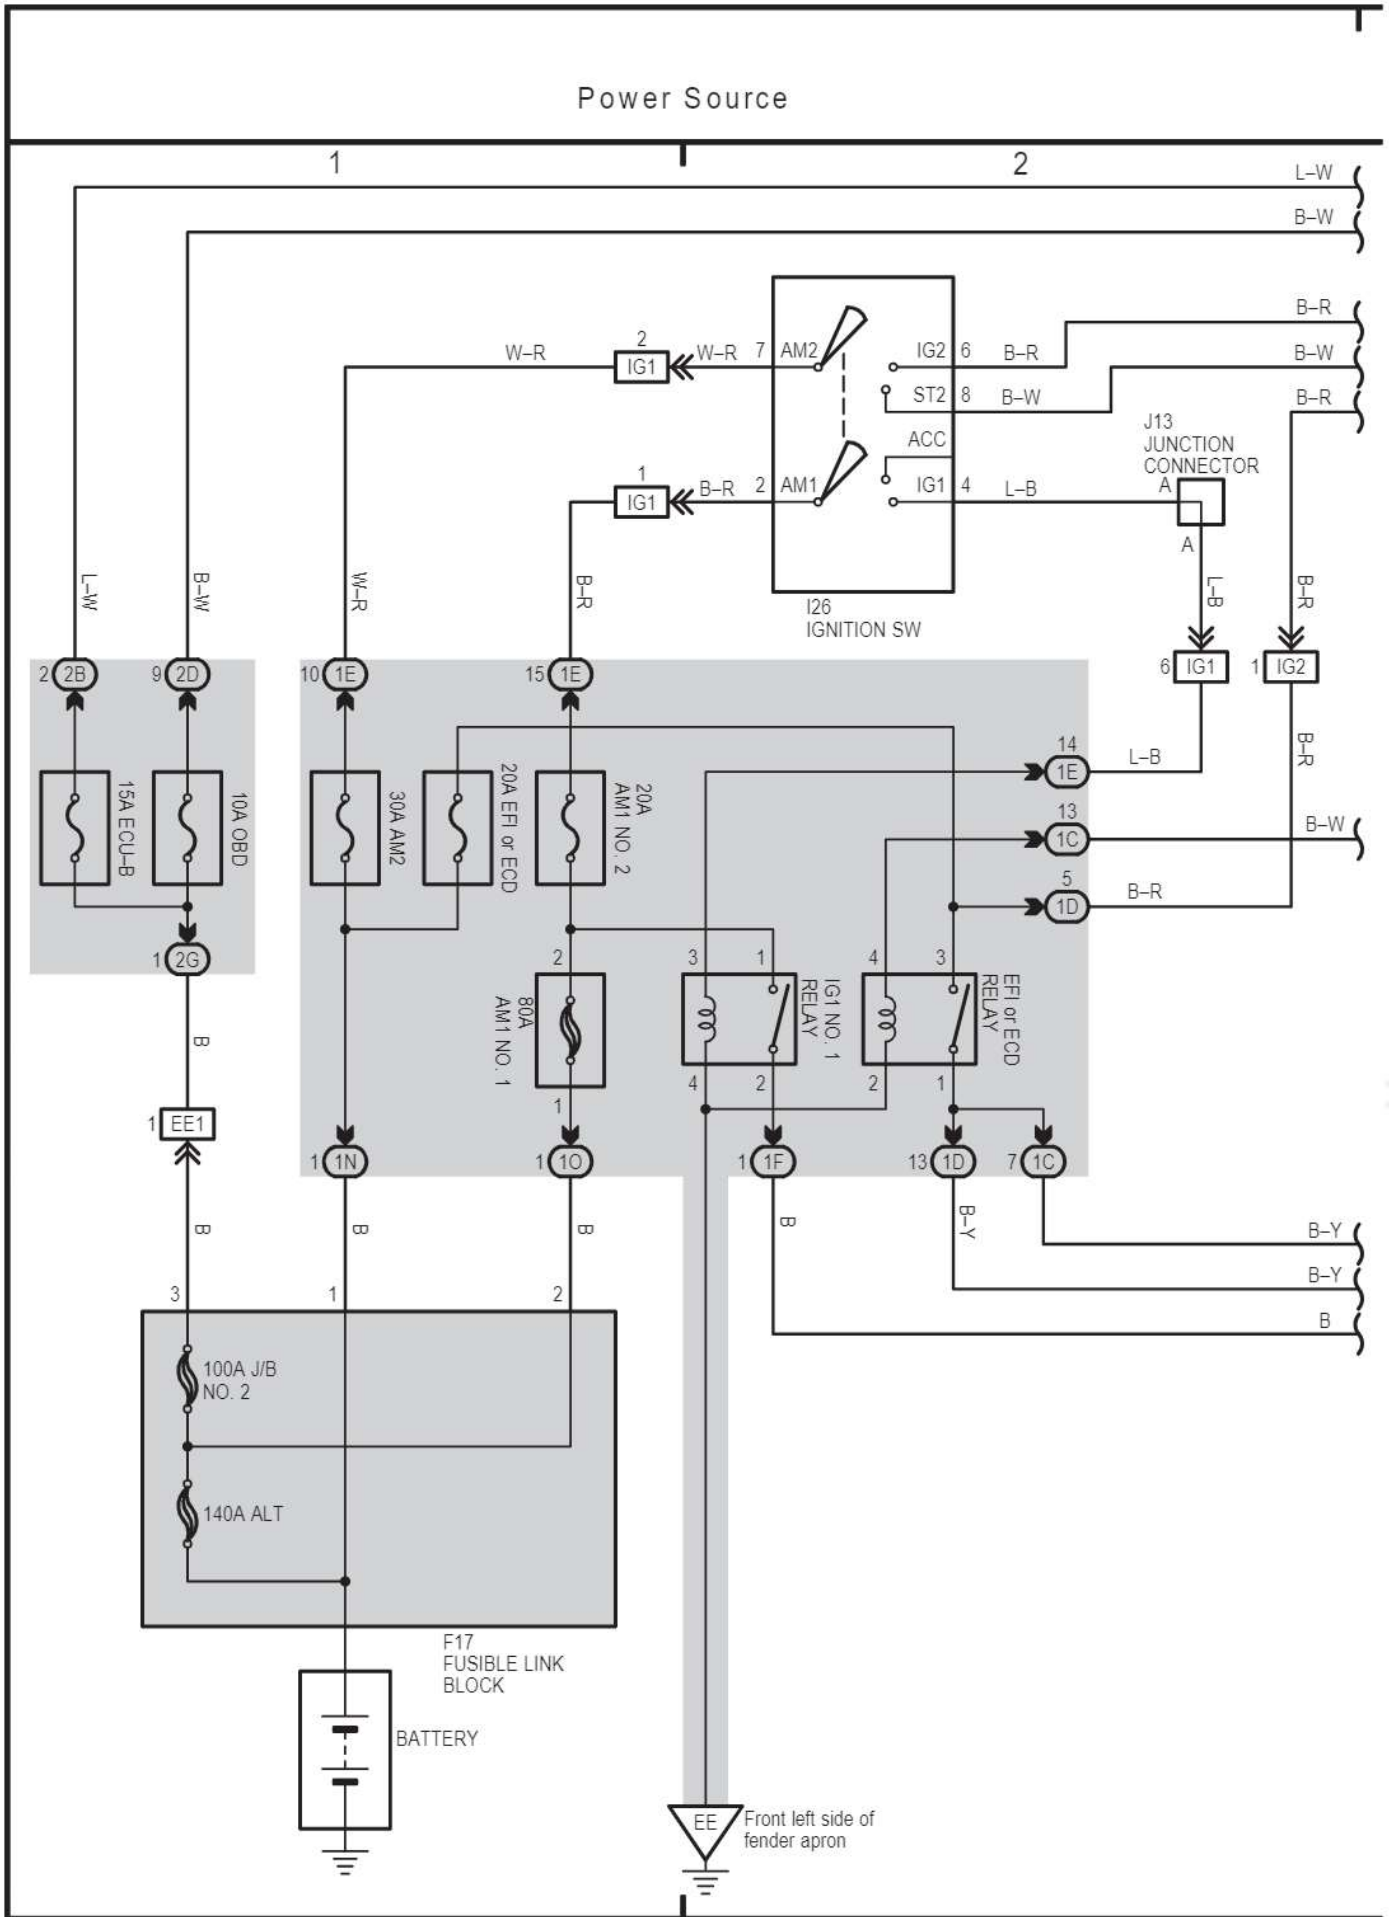 Power Source
1
2
L–W
B–W
B–R
2
W–R
IG1
W–R
7
AM2
IG2
6
B–R
B–W
ST2
8
B–W
B–R
J13
JUNCTION
CONNECTOR
ACC
1
IG1
B–R
2
AM1
IG1
4
L–B
A
A
L–W
B–W
W–R
B–R
L–B
B–R
I26
IGNITION SW
2
2B
9
2D
10
1E
15
1E
6
IG1
1
IG2
14
1E
L–B
B–R
15A ECU–B
10A OBD
30A AM2
20A EFI or ECD
20A
AM1 NO. 2
13
1C
B–W
5
1D
B–R
1
2G
2
3
1
4
3
80A
AM1 NO. 1
IG1 NO. 1
RELAY
EFI or ECD
RELAY
B
4
2
2
1
1
1
EE1
1
1N
1
1O
1
1F
13
1D
7
1C
B
B
B
B
B–Y
B–Y
B–Y
B
3
1
2
100A J/B
NO. 2
140A ALT
F17
FUSIBLE LINK
BLOCK
BATTERY
EE
Front left side of
fender apron